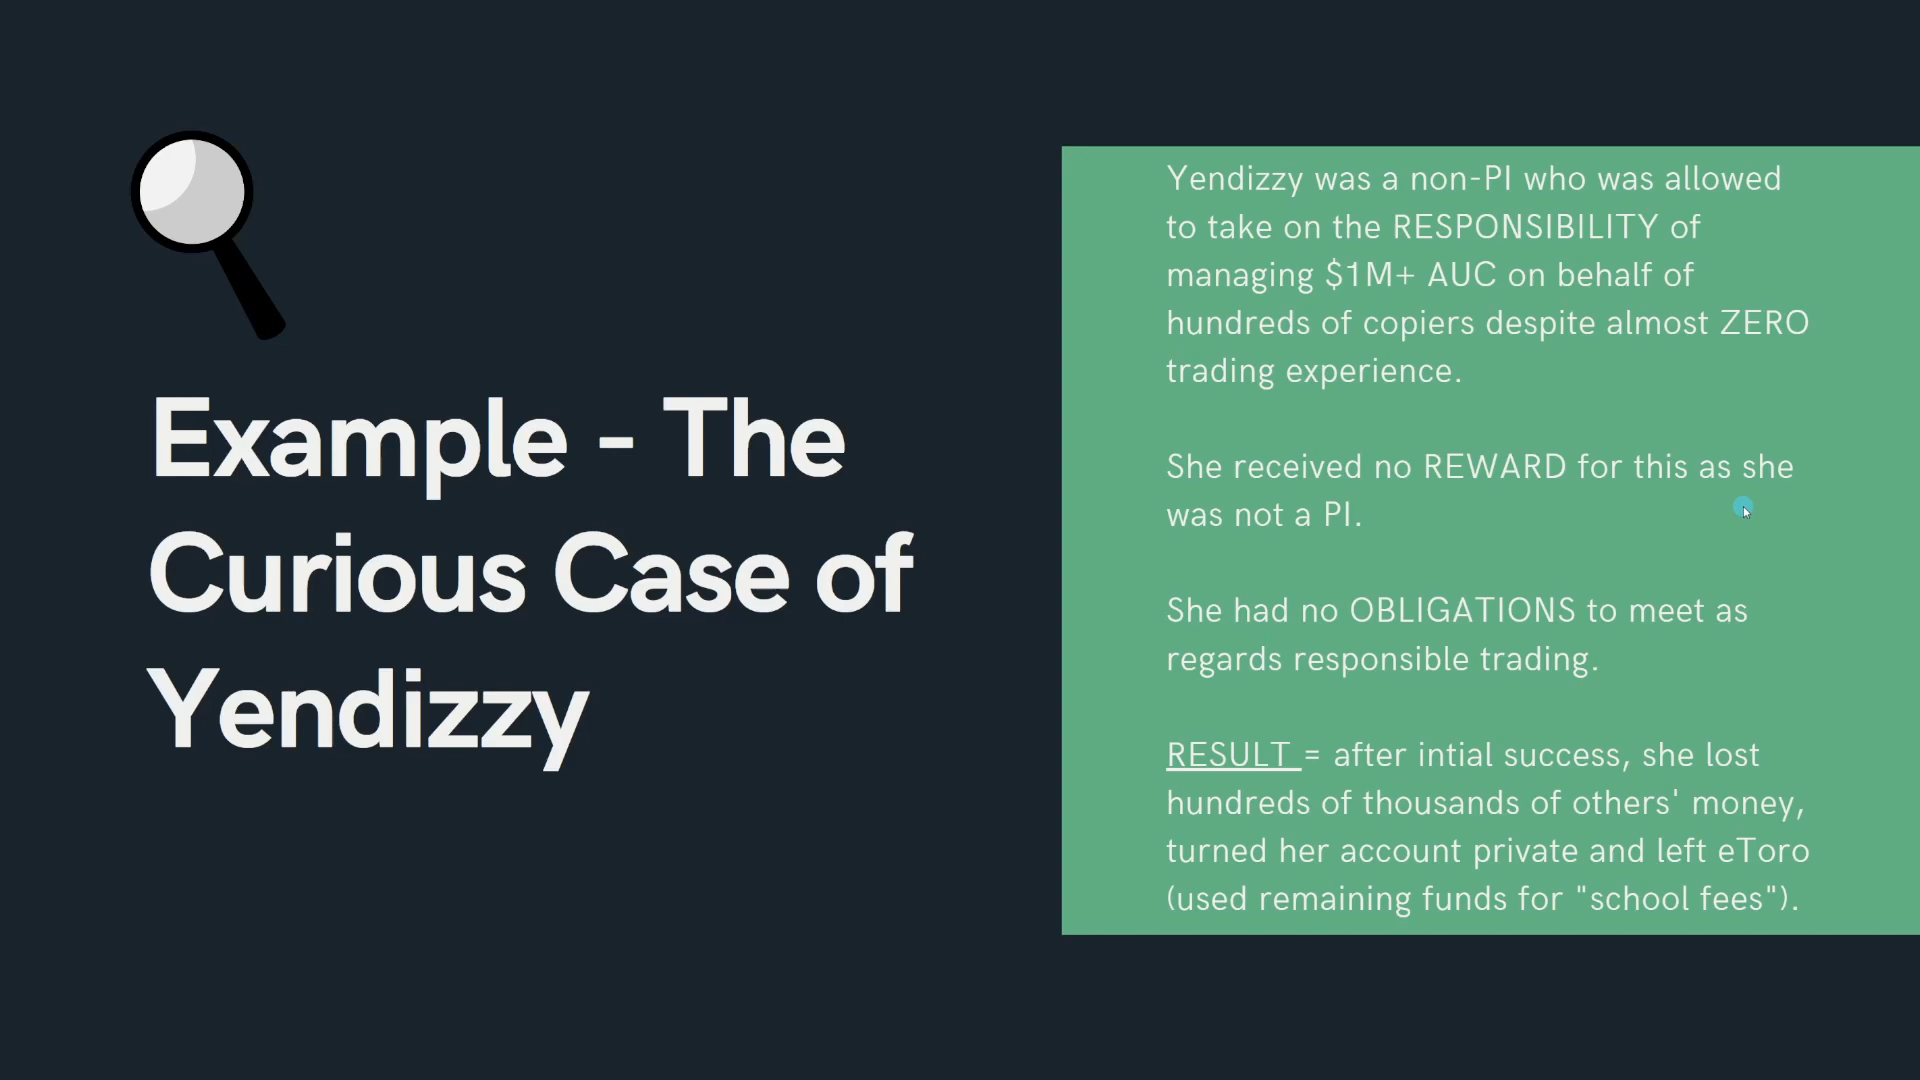 Example - The
Curious Case of
Yendizzy
Yendizzy was a non-PI who was allowed
to take on the RESPONSIBILITY of
managing $1M+ AUC on behalf of
hundreds of copiers despite almost ZERO
trading experience.
She received no REWARD for this as she
was not a PI.
She had no OBLIGATIONS to meet as
regards responsible trading.
RESULT = after intial success, she lost
hundreds of thousands of others' money,
turned her account private and left eToro
(used remaining funds for "school fees").